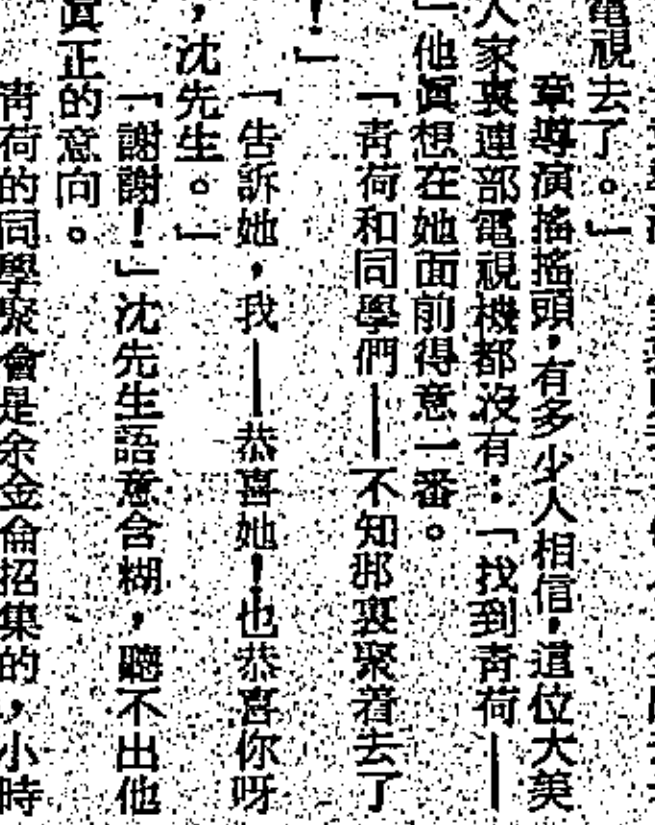 電視去了。」
章導演搖搖頭,有多少人相信,這位大美
人家裏連部電視機都沒有:「找到青荷——
」他眞想在她面前得意一番。
「青荷和同學們——不知那裏聚着去了
!」
「告訴她,我——恭喜她!也恭喜你呀
,沈先生。」
「謝謝!」沈先生語意含糊,聽不出他
眞正的意向。
青荷的同學聚會是余金侖招集的,小時